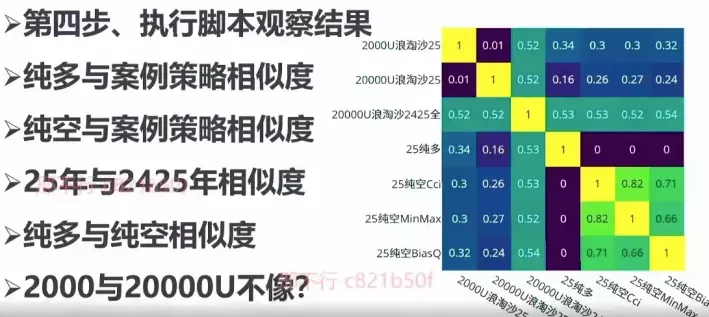 ➤第四步、执行脚本观察结果
➤纯多与案例策略相似度
➤纯空与案例策略相似度
➤25年与2425年相似度
➤纯多与纯空相似度
➤2000与20000U不像?
不行 c821b50f
2000U浪淘沙25 1 0.01 0.52 0.34 0.3 0.3 0.32
20000U浪淘沙25 0.01 1 0.52 0.16 0.26 0.27 0.24
20000U浪淘沙2425全 0.52 0.52 1 0.53 0.53 0.52 0.54
25纯多 0.34 0.16 0.53 1 0 0 0
25纯空Cci 0.3 0.26 0.53 0 1 0.82 0.71
25纯空MinMax 0.3 0.27 0.52 0 0.82 1 0.66
25纯空BiasQ 0.32 0.24 0.54 0 0.71 0.66 1
2000U浪淘沙25
20000U浪淘沙25
20000U浪淘沙24
25纯多
25纯空Cci
25纯空MinMax
25纯空Bia